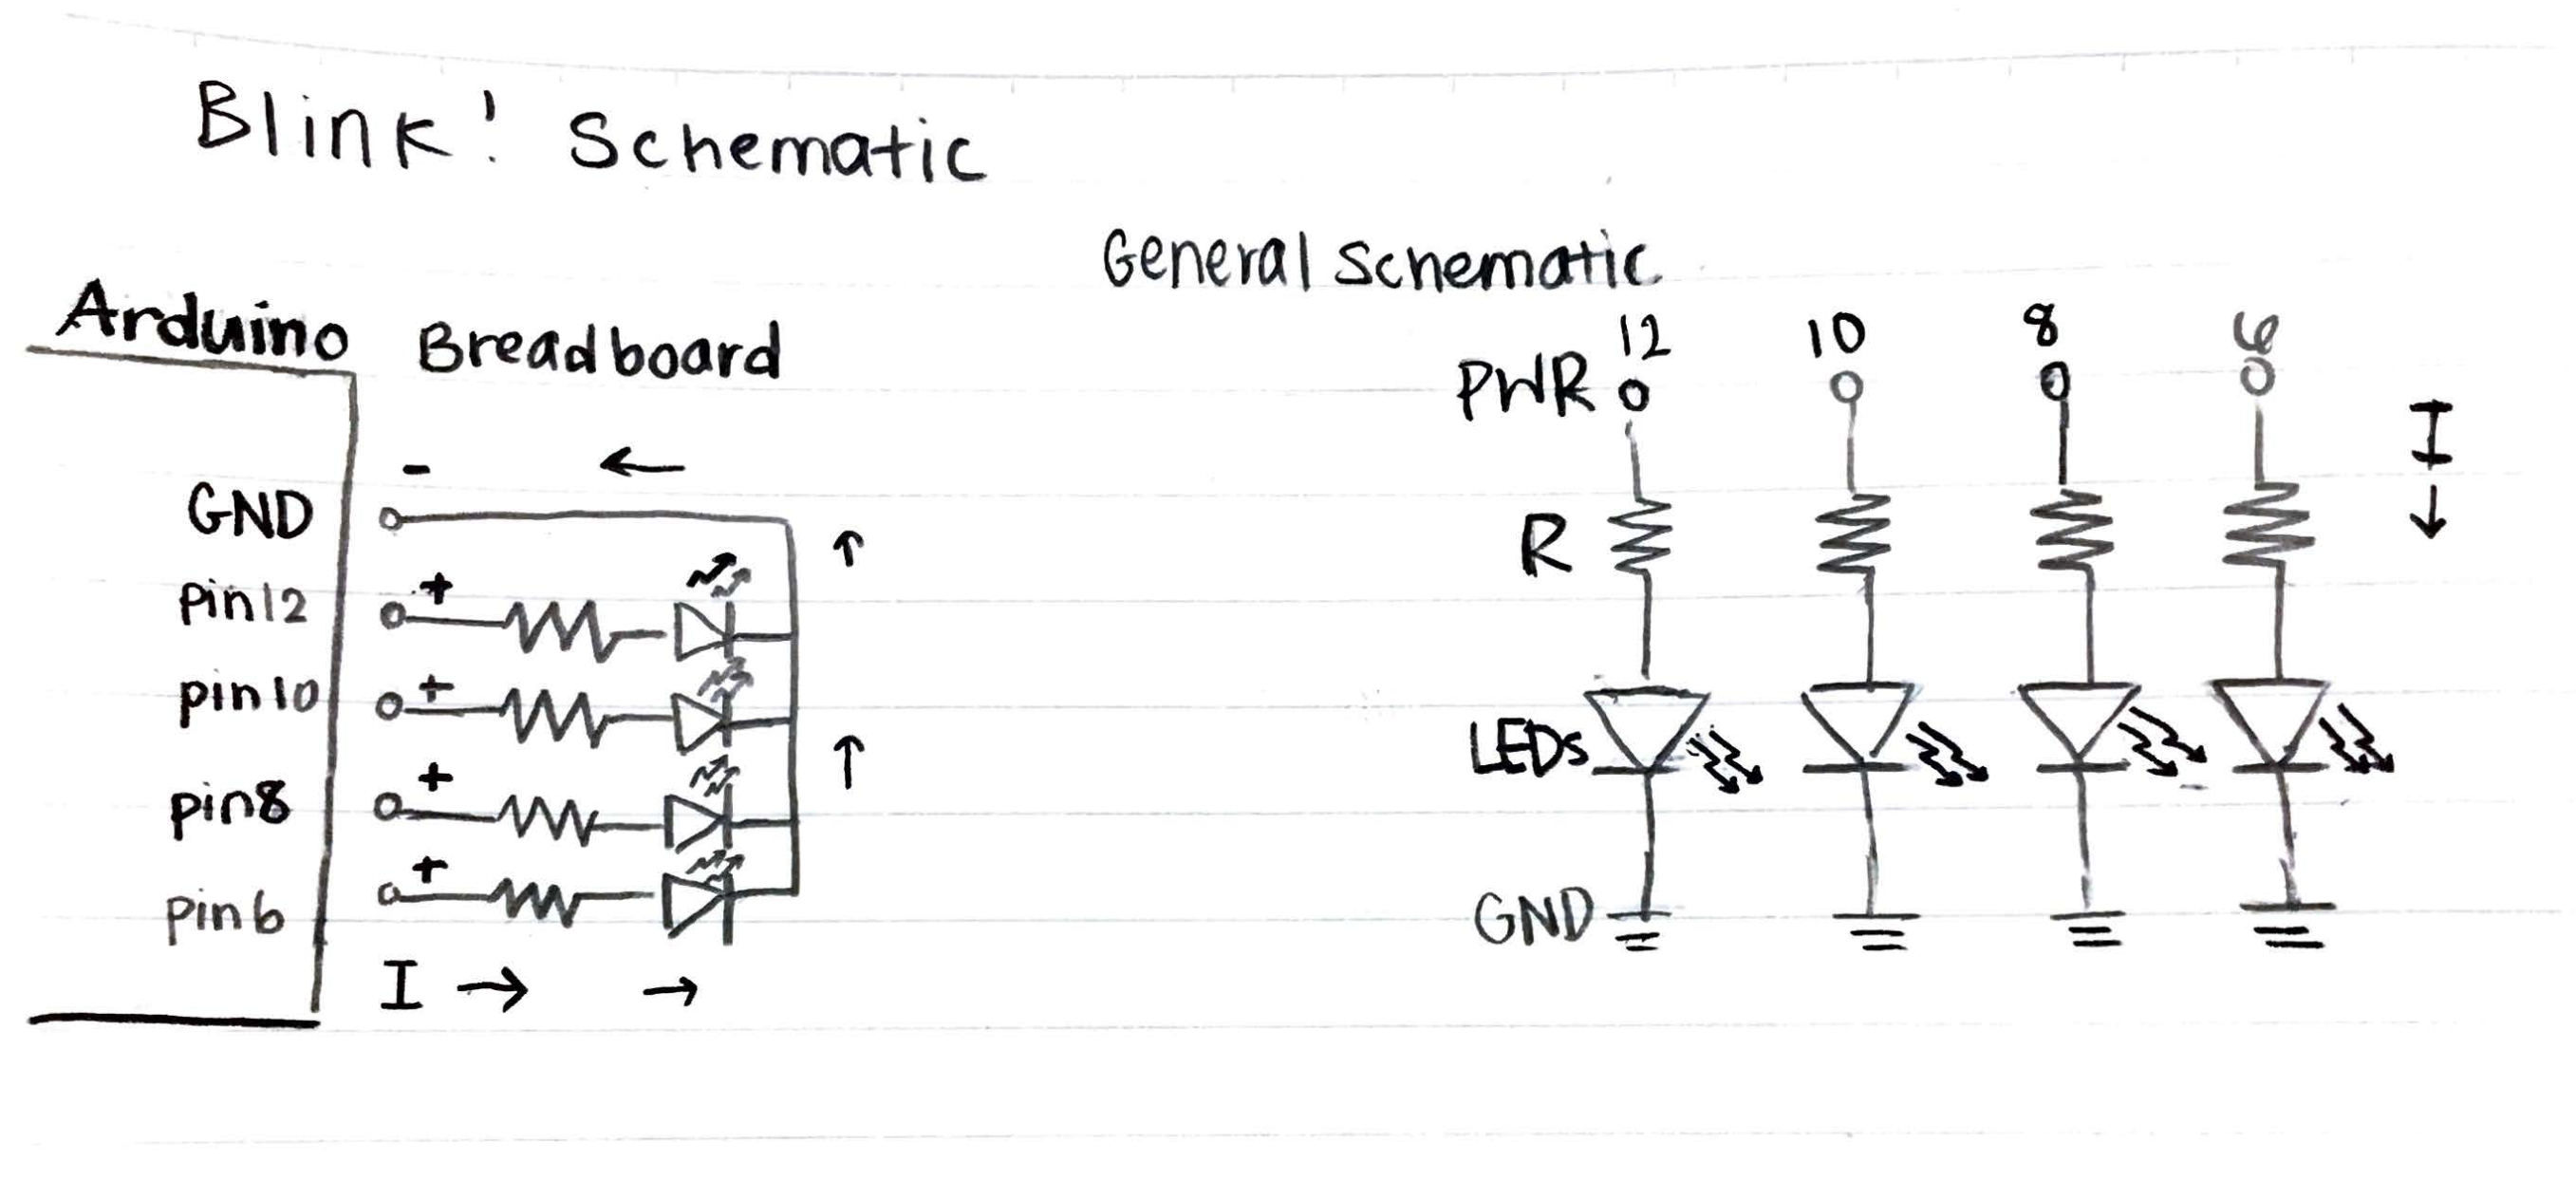 Blink! Schematic
General Schematic
Arduino
Breadboard
-
GND
pin12 +
pin10 +
pin8 +
pin6 +
I
12 10 8 6
PWR
I
R
LEDs
GND